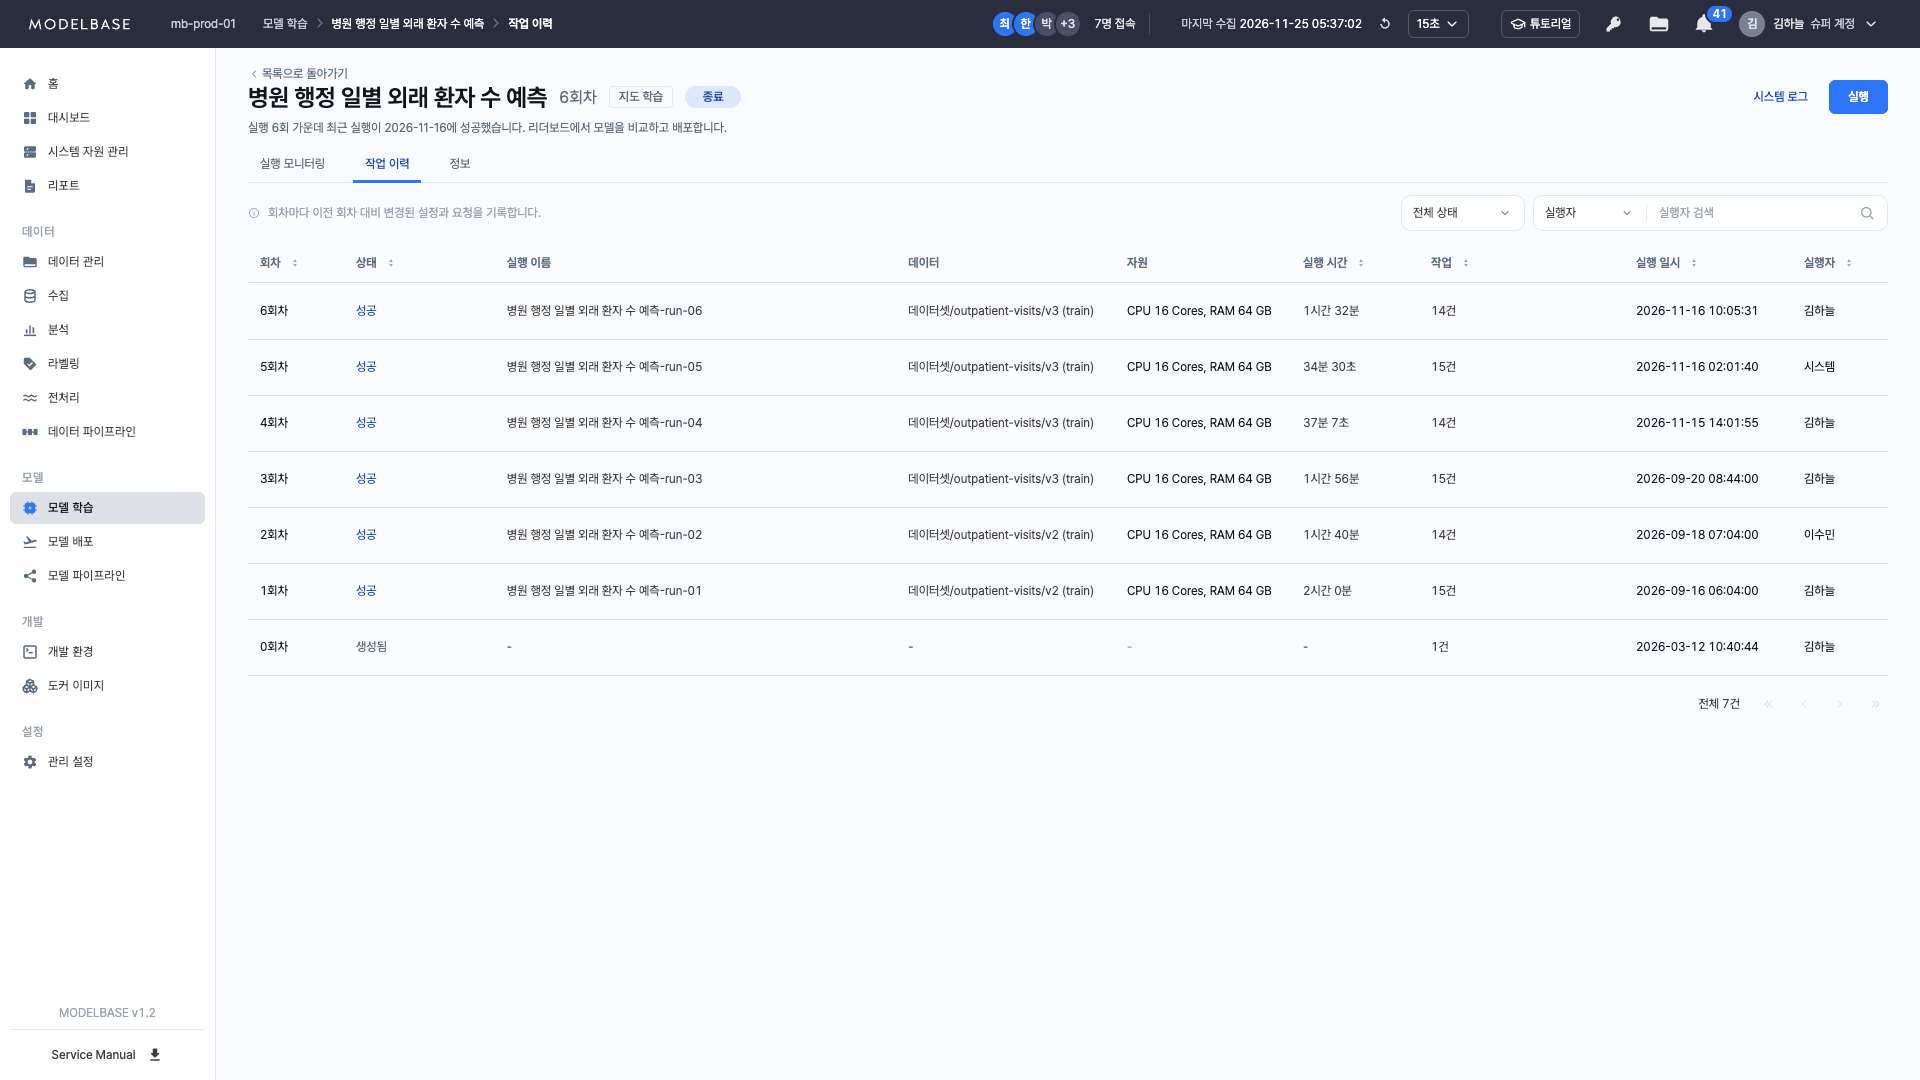 MODELBASE
mb-prod-01
모델 학습
병원 행정 일별 외래 환자 수 예측
작업 이력
최 한 박 +3 7명 접속
마지막 수집 2026-11-25 05:37:02
15초
튜토리얼
41
김 김하늘 슈퍼 계정
홈
대시보드
시스템 자원 관리
리포트
데이터
데이터 관리
수집
분석
라벨링
전처리
데이터 파이프라인
모델
모델 학습
모델 배포
모델 파이프라인
개발
개발 환경
도커 이미지
설정
관리 설정
MODELBASE v1.2
Service Manual
목록으로 돌아가기
병원 행정 일별 외래 환자 수 예측 6회차 지도 학습 종료
시스템 로그 실행
실행 6회 가운데 최근 실행이 2026-11-16에 성공했습니다. 리더보드에서 모델을 비교하고 배포합니다.
실행 모니터링 작업 이력 정보
회차마다 이전 회차 대비 변경된 설정과 요청을 기록합니다.
전체 상태 실행자 실행자 검색
회차 상태 실행 이름 데이터 자원 실행 시간 작업 실행 일시 실행자
6회차 성공 병원 행정 일별 외래 환자 수 예측-run-06 데이터셋/outpatient-visits/v3 (train) CPU 16 Cores, RAM 64 GB 1시간 32분 14건 2026-11-16 10:05:31 김하늘
5회차 성공 병원 행정 일별 외래 환자 수 예측-run-05 데이터셋/outpatient-visits/v3 (train) CPU 16 Cores, RAM 64 GB 34분 30초 15건 2026-11-16 02:01:40 시스템
4회차 성공 병원 행정 일별 외래 환자 수 예측-run-04 데이터셋/outpatient-visits/v3 (train) CPU 16 Cores, RAM 64 GB 37분 7초 14건 2026-11-15 14:01:55 김하늘
3회차 성공 병원 행정 일별 외래 환자 수 예측-run-03 데이터셋/outpatient-visits/v3 (train) CPU 16 Cores, RAM 64 GB 1시간 56분 15건 2026-09-20 08:44:00 김하늘
2회차 성공 병원 행정 일별 외래 환자 수 예측-run-02 데이터셋/outpatient-visits/v2 (train) CPU 16 Cores, RAM 64 GB 1시간 40분 14건 2026-09-18 07:04:00 이수민
1회차 성공 병원 행정 일별 외래 환자 수 예측-run-01 데이터셋/outpatient-visits/v2 (train) CPU 16 Cores, RAM 64 GB 2시간 0분 15건 2026-09-16 06:04:00 김하늘
0회차 생성됨 - - - - 1건 2026-03-12 10:40:44 김하늘
전체 7건